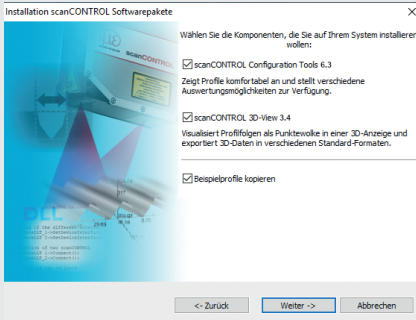 Installation scanCONTROL Softwarepakete
Wählen Sie die Komponenten, die Sie auf Ihrem System installieren
wollen:
scanCONTROL Configuration Tools 6.3
Zeigt Profile komfortabel an und stellt verschiedene
Auswertungsmöglichkeiten zur Verfügung.
scanCONTROL 3D-View 3.4
Visualisiert Profilfolgen als Punktewolke in einer 3D-Anzeige und
exportiert 3D-Daten in verschiedenen Standard-Formaten.
Beispielprofile kopieren
scanCONTROL
DLL
<- Zurück
Weiter ->
Abbrechen